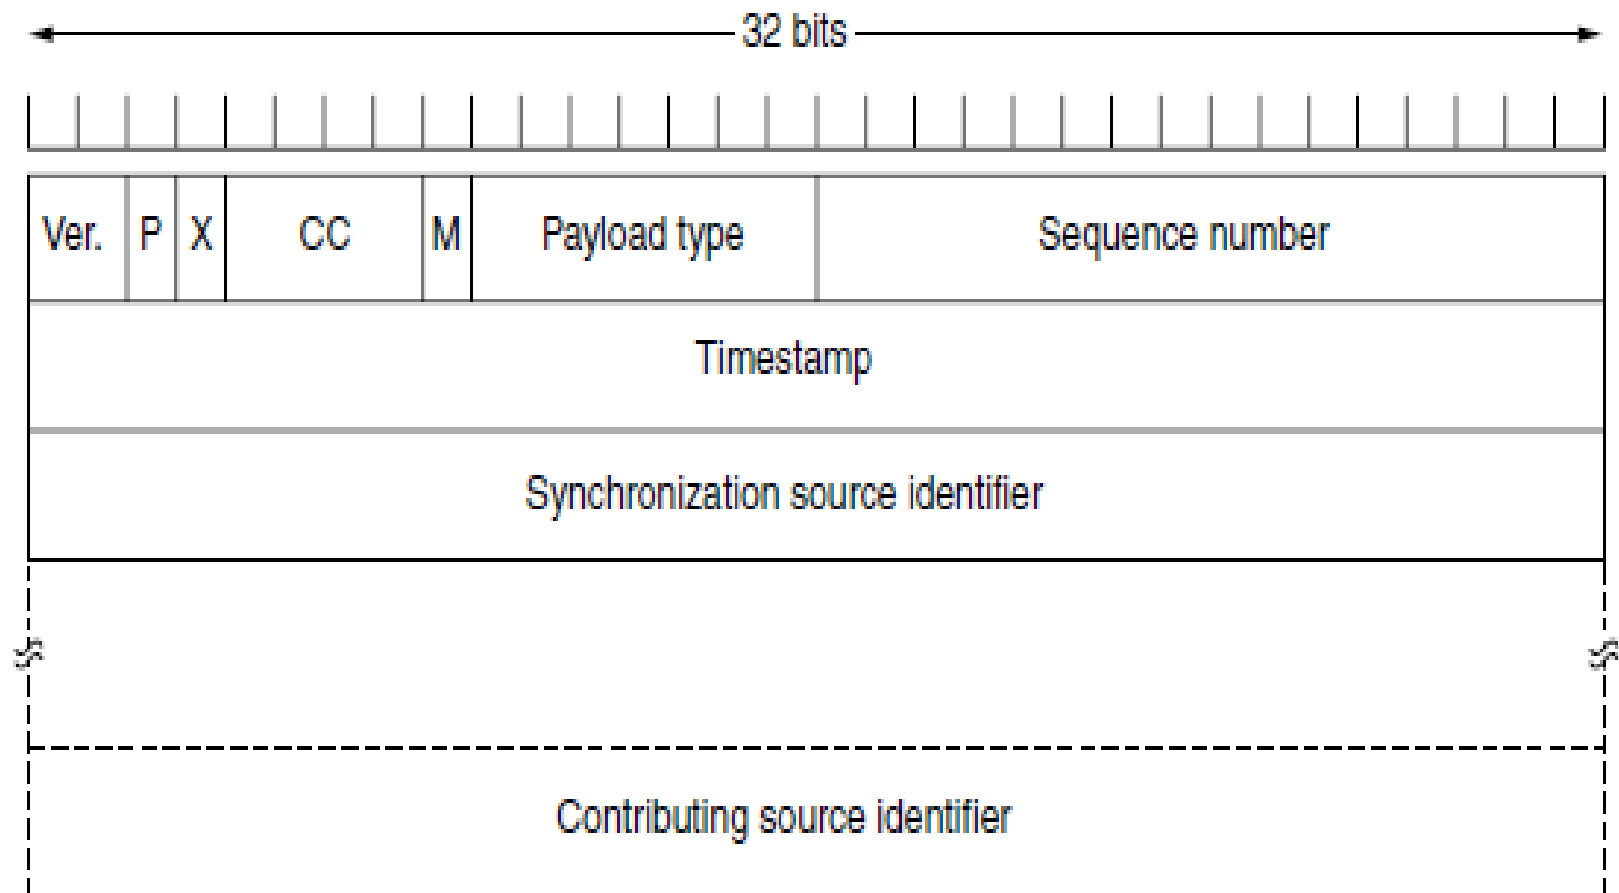 32 bits
Ver. P X CC M Payload type Sequence number
Timestamp
Synchronization source identifier
Contributing source identifier